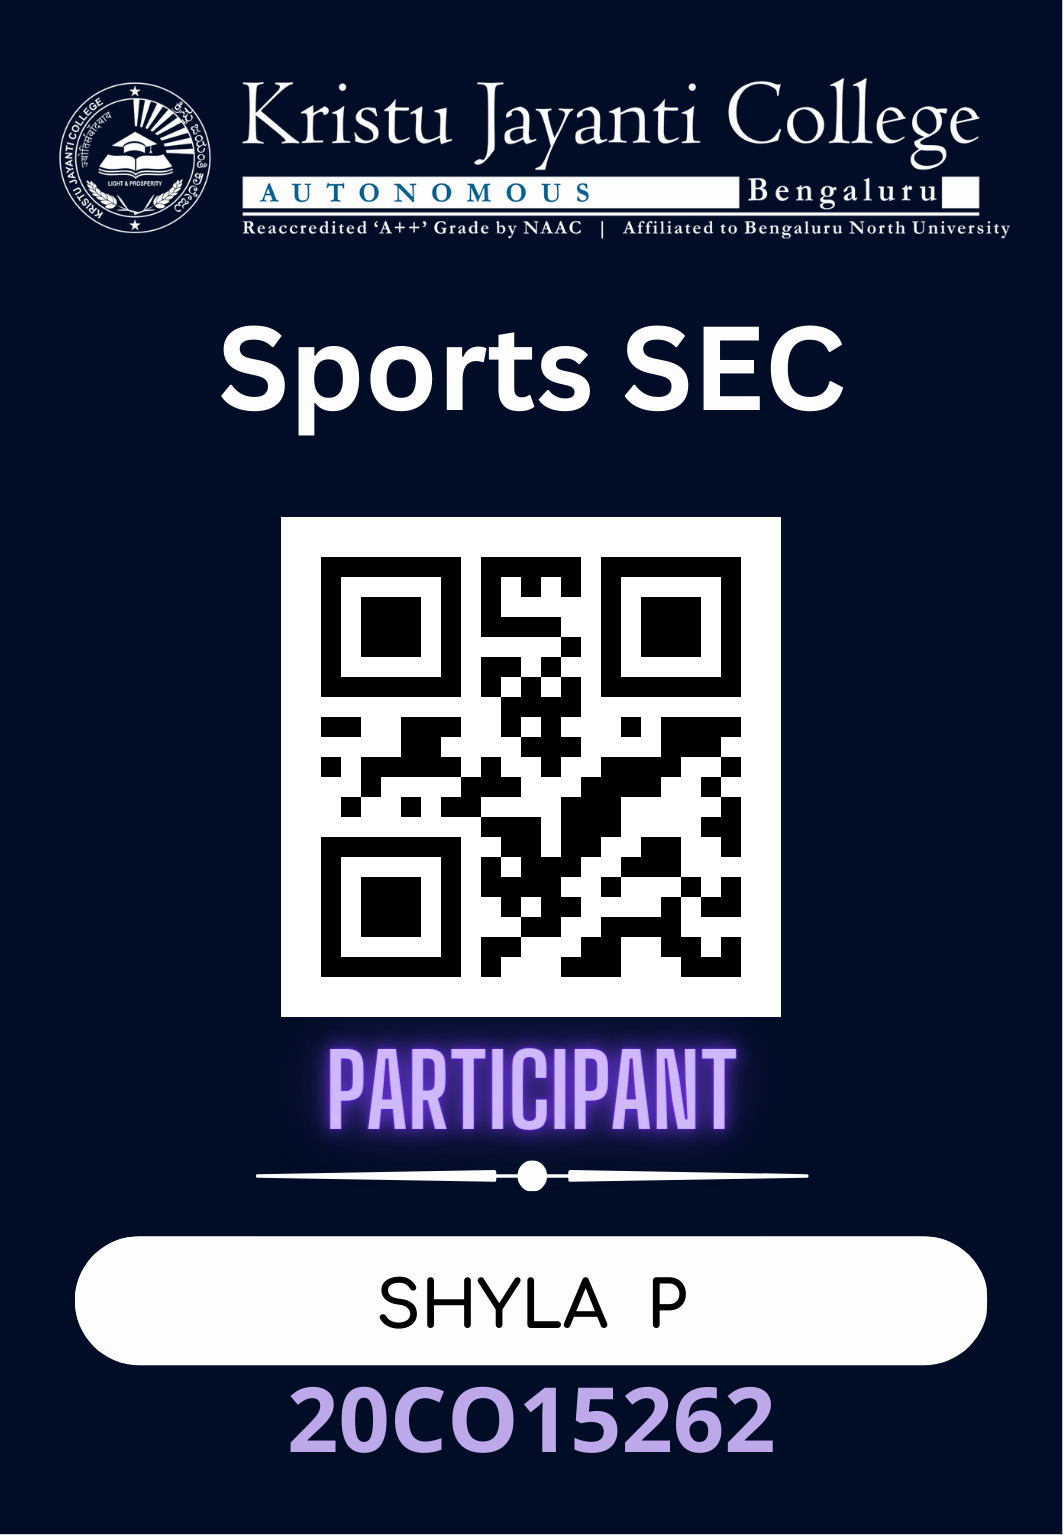 KRISTU JAYANTI COLLEGE
ಕ್ರಿಸ್ತು ಜಯಂತಿ ಕಾಲೇಜು
LIGHT & PROSPERITY
Kristu Jayanti College
AUTONOMOUS Bengaluru
Reaccredited ‘A++’ Grade by NAAC | Affiliated to Bengaluru North University
Sports SEC
PARTICIPANT
SHYLA P
20CO15262